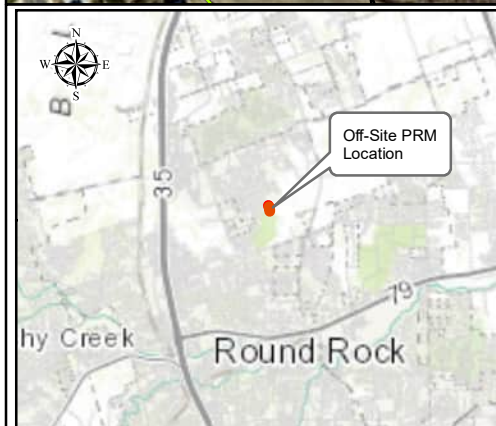 N
W E
S
B L
Off-Site PRM
Location
35
79
hy Creek
Round Rock